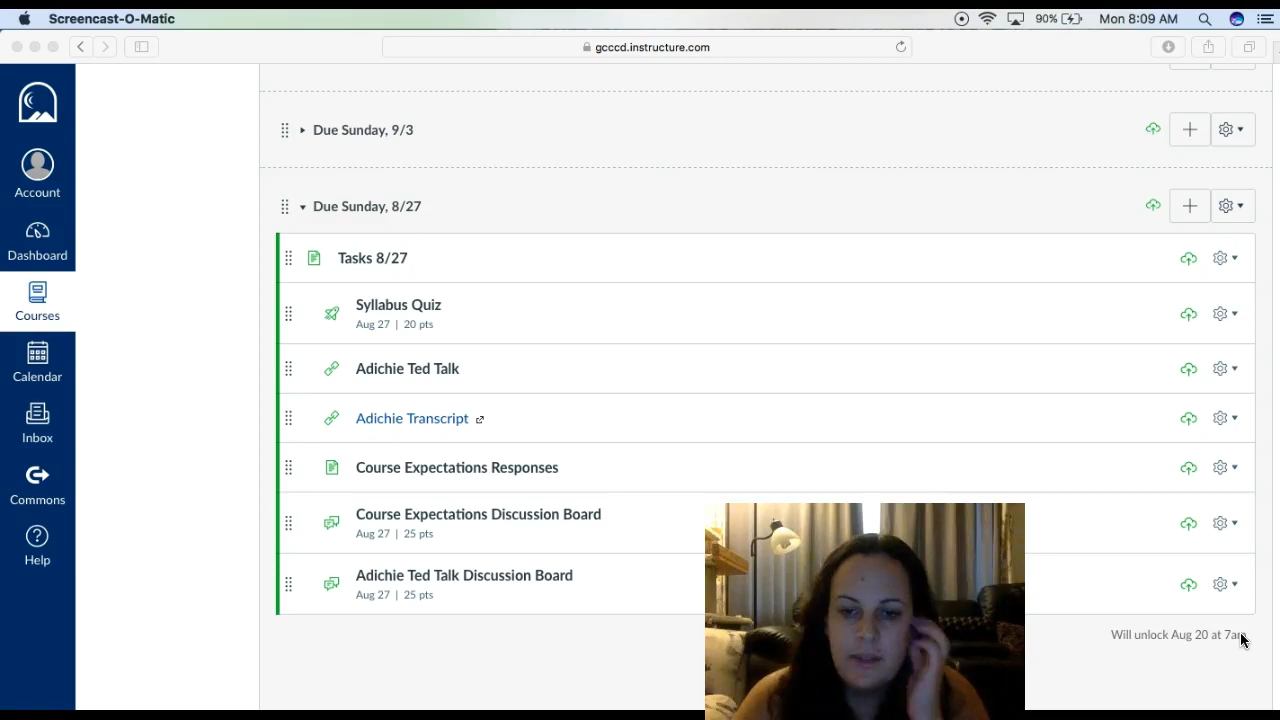 Screencast-O-Matic
90%
Mon 8:09 AM
gcccd.instructure.com
Account
Dashboard
Courses
Calendar
Inbox
Commons
Help
Due Sunday, 9/3
Due Sunday, 8/27
Tasks 8/27
Syllabus Quiz
Aug 27 | 20 pts
Adichie Ted Talk
Adichie Transcript
Course Expectations Responses
Course Expectations Discussion Board
Aug 27 | 25 pts
Adichie Ted Talk Discussion Board
Aug 27 | 25 pts
Will unlock Aug 20 at